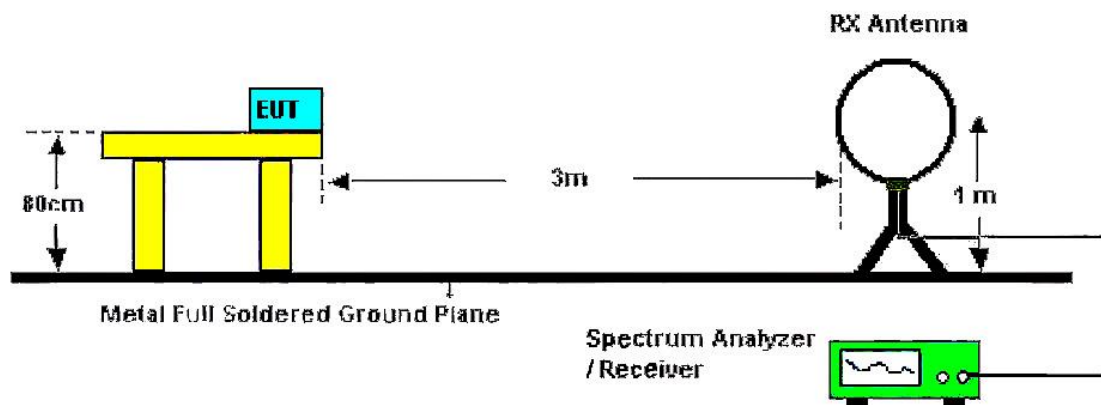 RX Antenna
EUT
3m
80cm
1 m
Metal Full Soldered Ground Plane
Spectrum Analyzer
/ Receiver